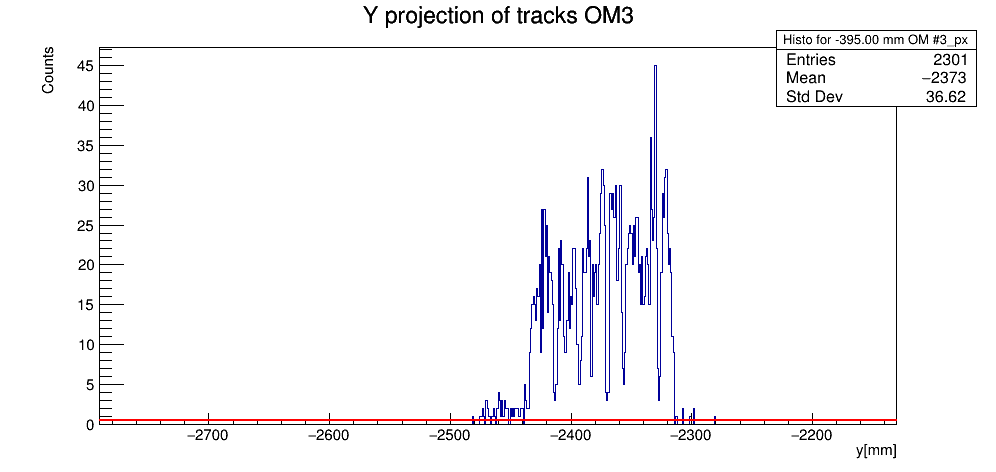 Y projection of tracks OM3
Histo for -395.00 mm OM #3_px
Entries 2301
Mean −2373
Std Dev 36.62
Counts
45
40
35
30
25
20
15
10
5
0
−2700 −2600 −2500 −2400 −2300 −2200
y[mm]